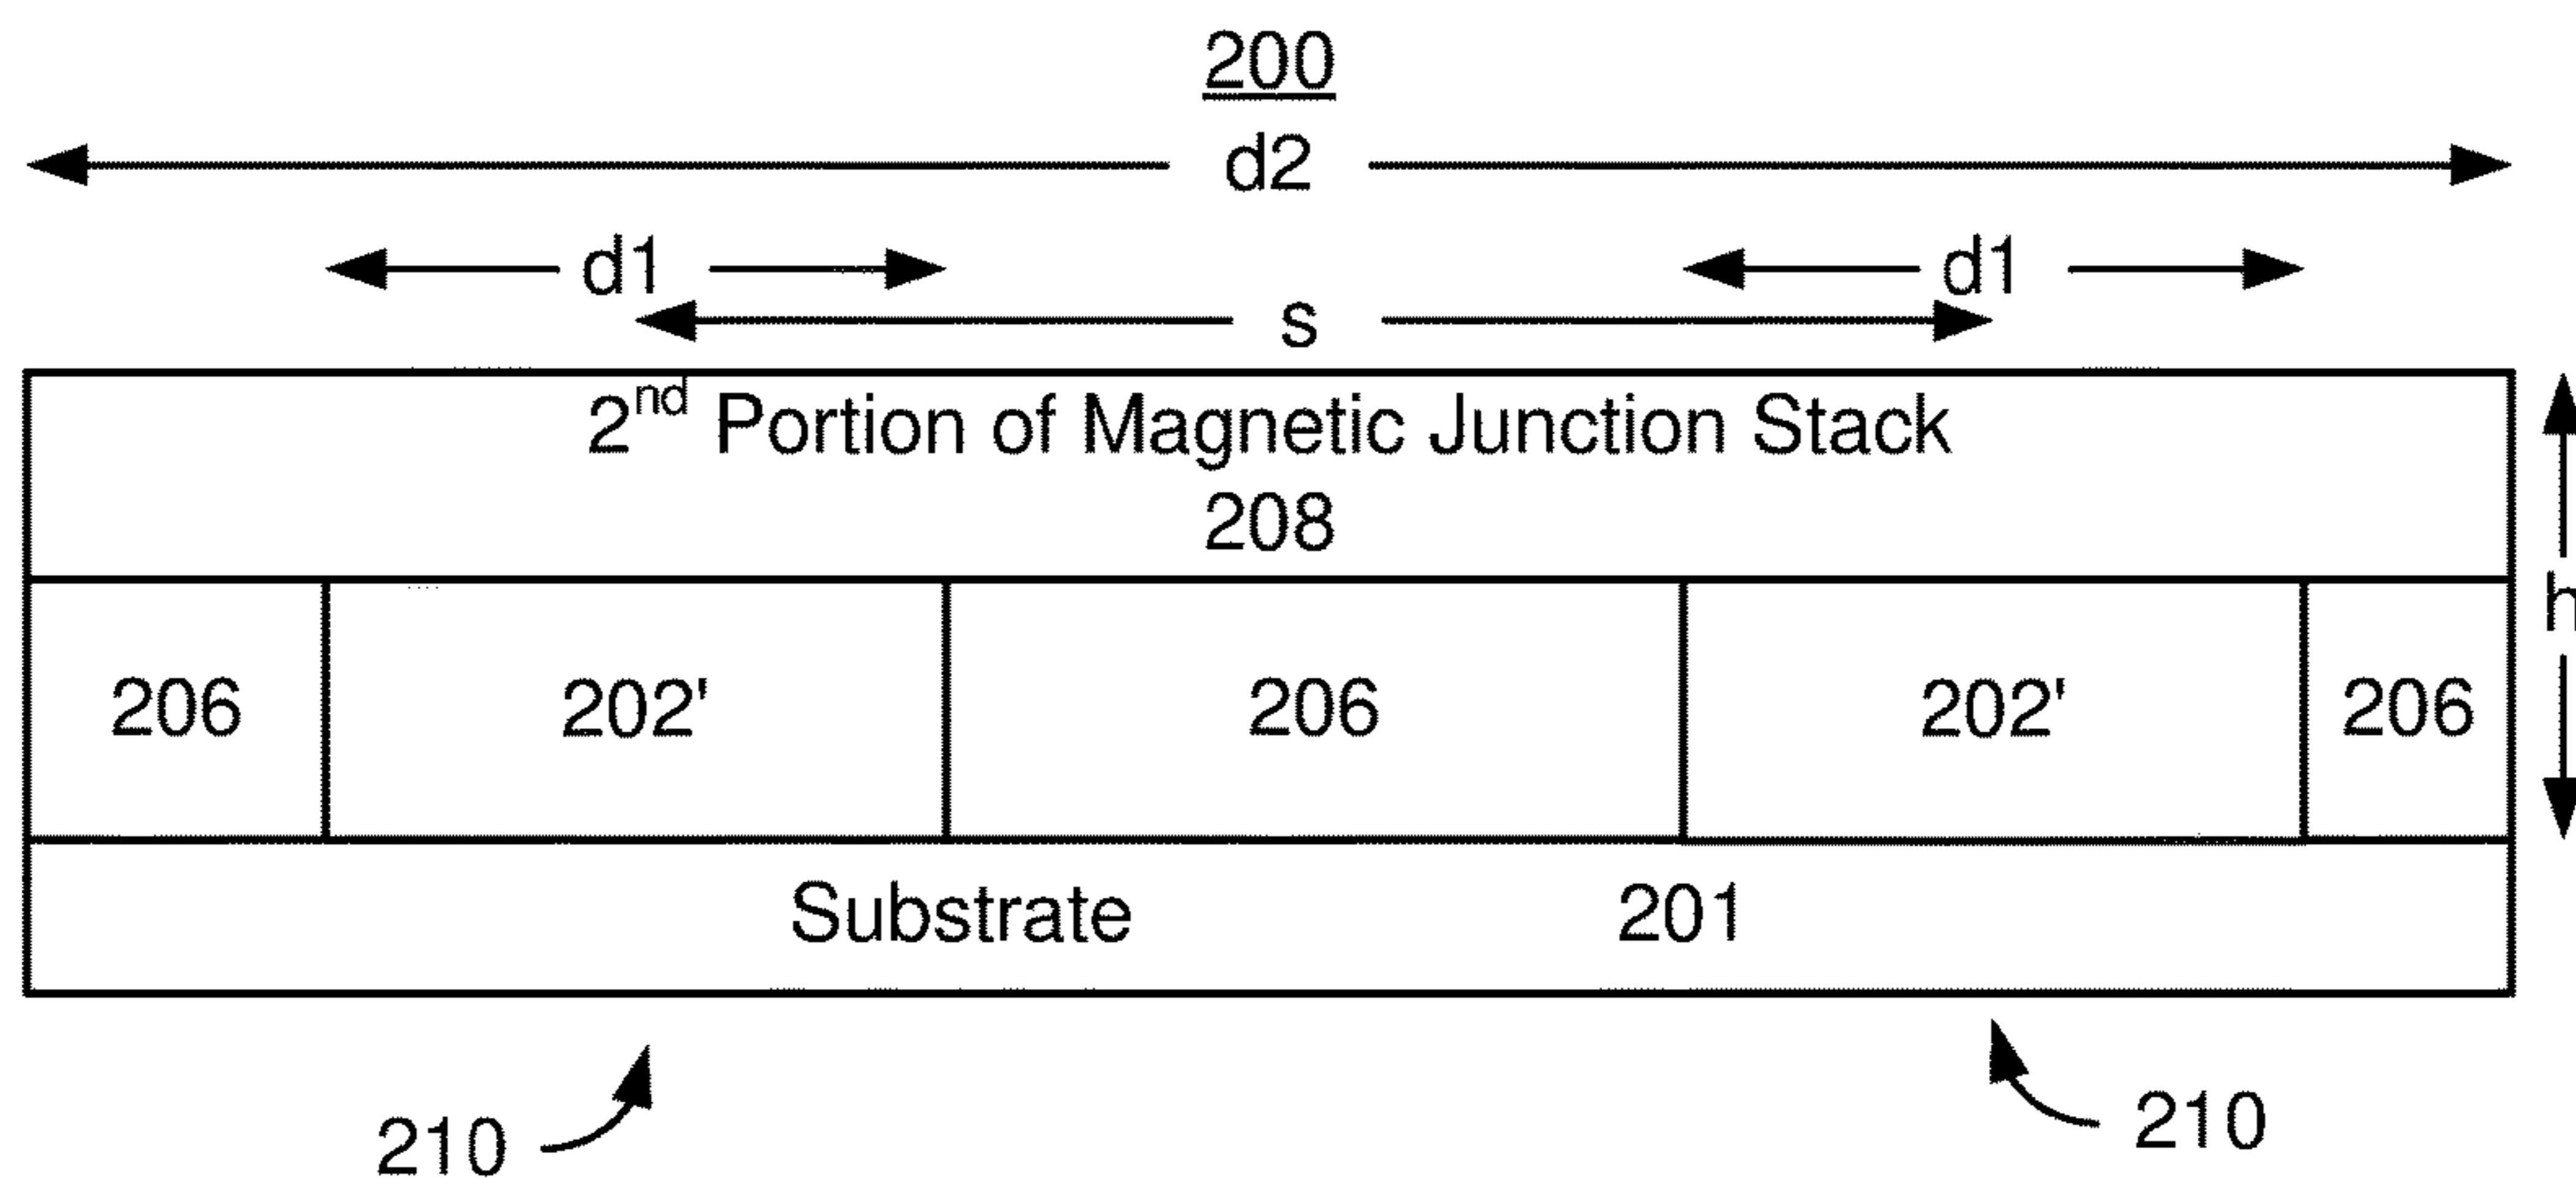 200
d2
d1 d1
s
2nd Portion of Magnetic Junction Stack
208
h
206 202' 206 202' 206
Substrate 201
210 210